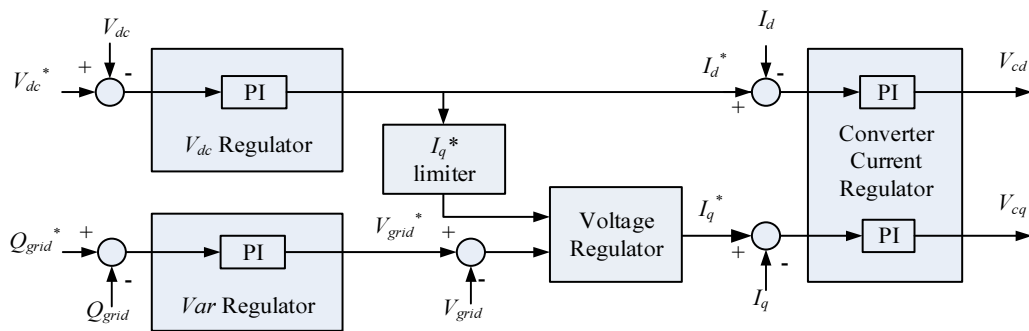 V_dc
I_d
V_dc*
+
-
PI
V_dc Regulator
I_d*
+
-
PI
V_cd
I_q*
limiter
Converter
Current
Regulator
Q_grid*
+
-
Q_grid
PI
Var Regulator
V_grid*
+
-
V_grid
Voltage
Regulator
I_q*
+
-
I_q
PI
V_cq